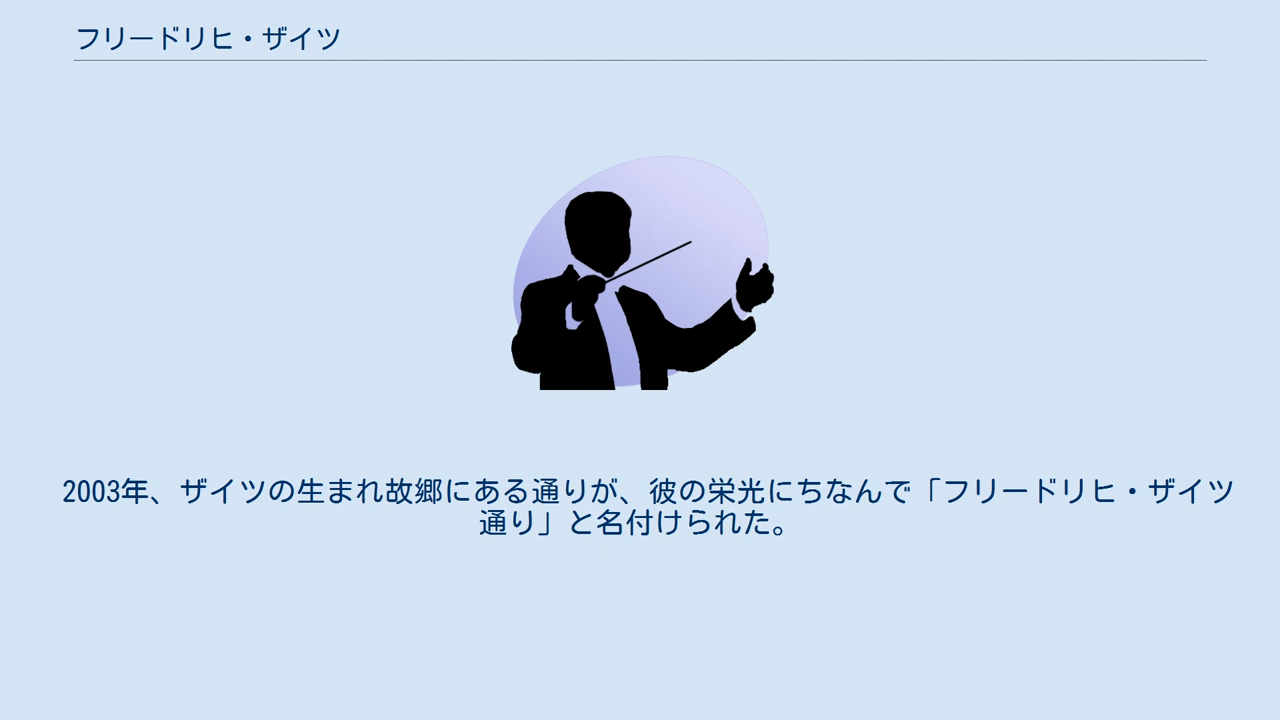 フリードリヒ・ザイツ
2003年、ザイツの生まれ故郷にある通りが、彼の栄光にちなんで「フリードリヒ・ザイツ
通り」と名付けられた。